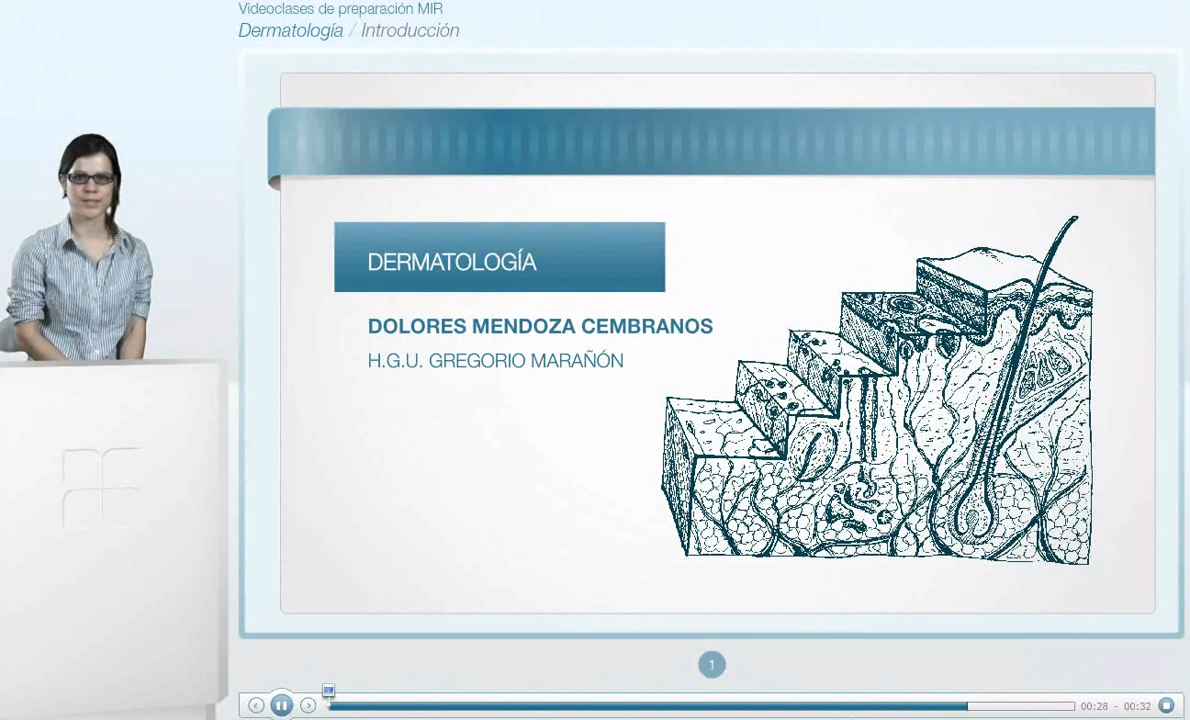 Videoclases de preparación MIR
Dermatología / Introducción
DERMATOLOGÍA
DOLORES MENDOZA CEMBRANOS
H.G.U. GREGORIO MARAÑÓN
1
00:28 - 00:32